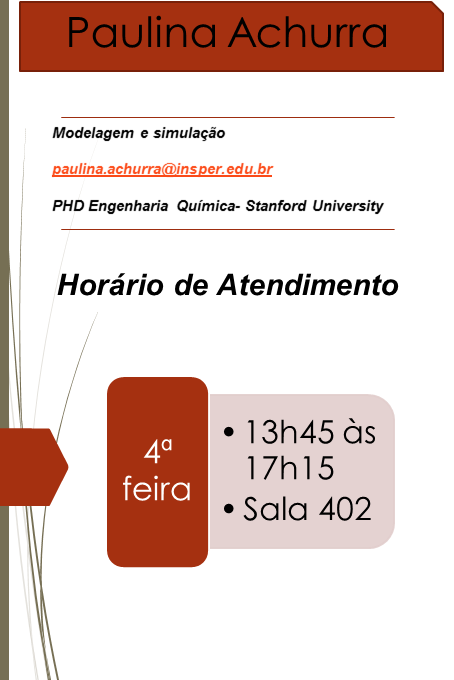 Paulina Achurra
Modelagem e simulação
paulina.achurra@insper.edu.br
PHD Engenharia Química- Stanford University
Horário de Atendimento
4ª
feira
• 13h45 às
17h15
• Sala 402